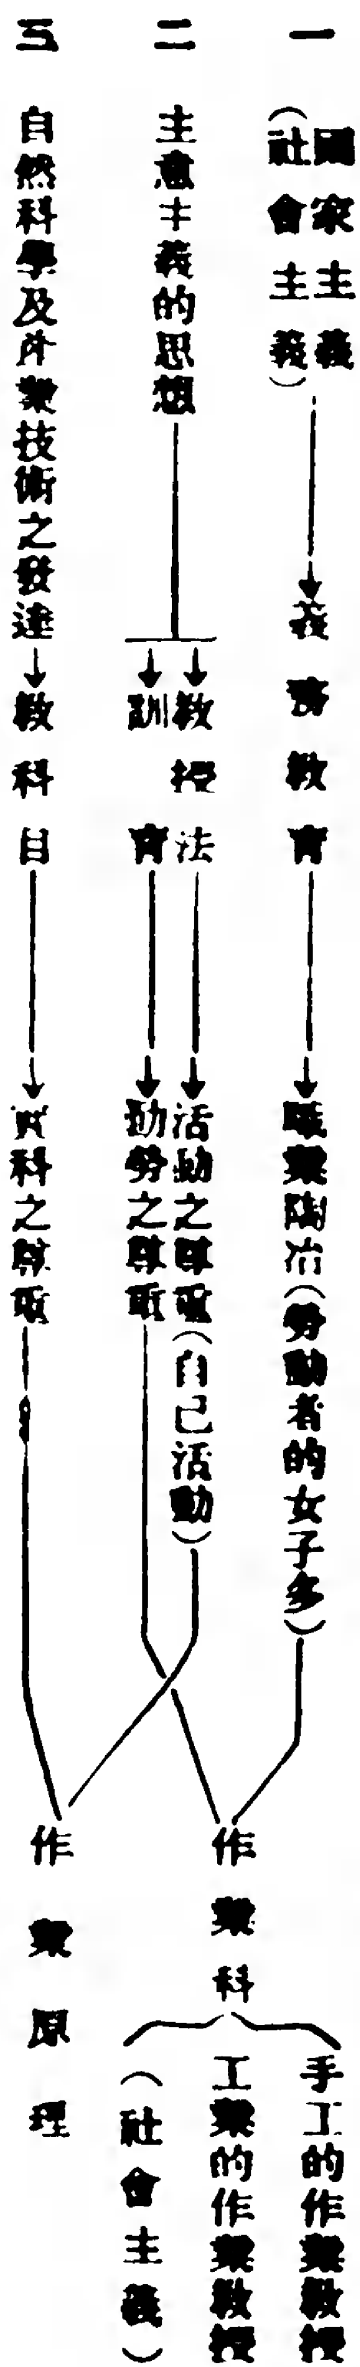 一
國家主義
(社會主義)
義務教育
職業陶冶(勞動者的女子多)
作業科
手工的作業教授
工業的作業教授
(社會主義)
二
主意主義的思想
教授法
訓育
活動之尊重(自己活動)
勤勞之尊重
三
自然科學及作業技術之發達
教科目
實科之尊重
作業原理